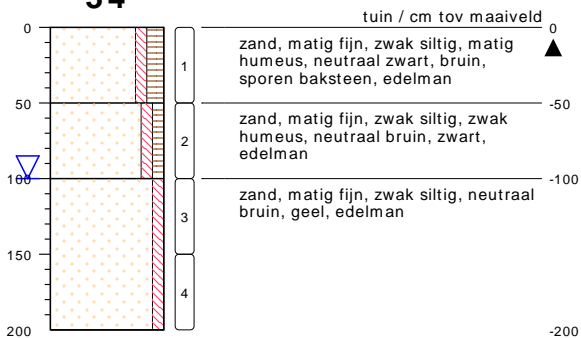 tuin / cm tov maaiveld
0
0
zand, matig fijn, zwak siltig, matig
humeus, neutraal zwart, bruin,
sporen baksteen, edelman
1
50
-50
zand, matig fijn, zwak siltig, zwak
humeus, neutraal bruin, zwart,
edelman
2
100
-100
zand, matig fijn, zwak siltig, neutraal
bruin, geel, edelman
3
150
4
200
-200